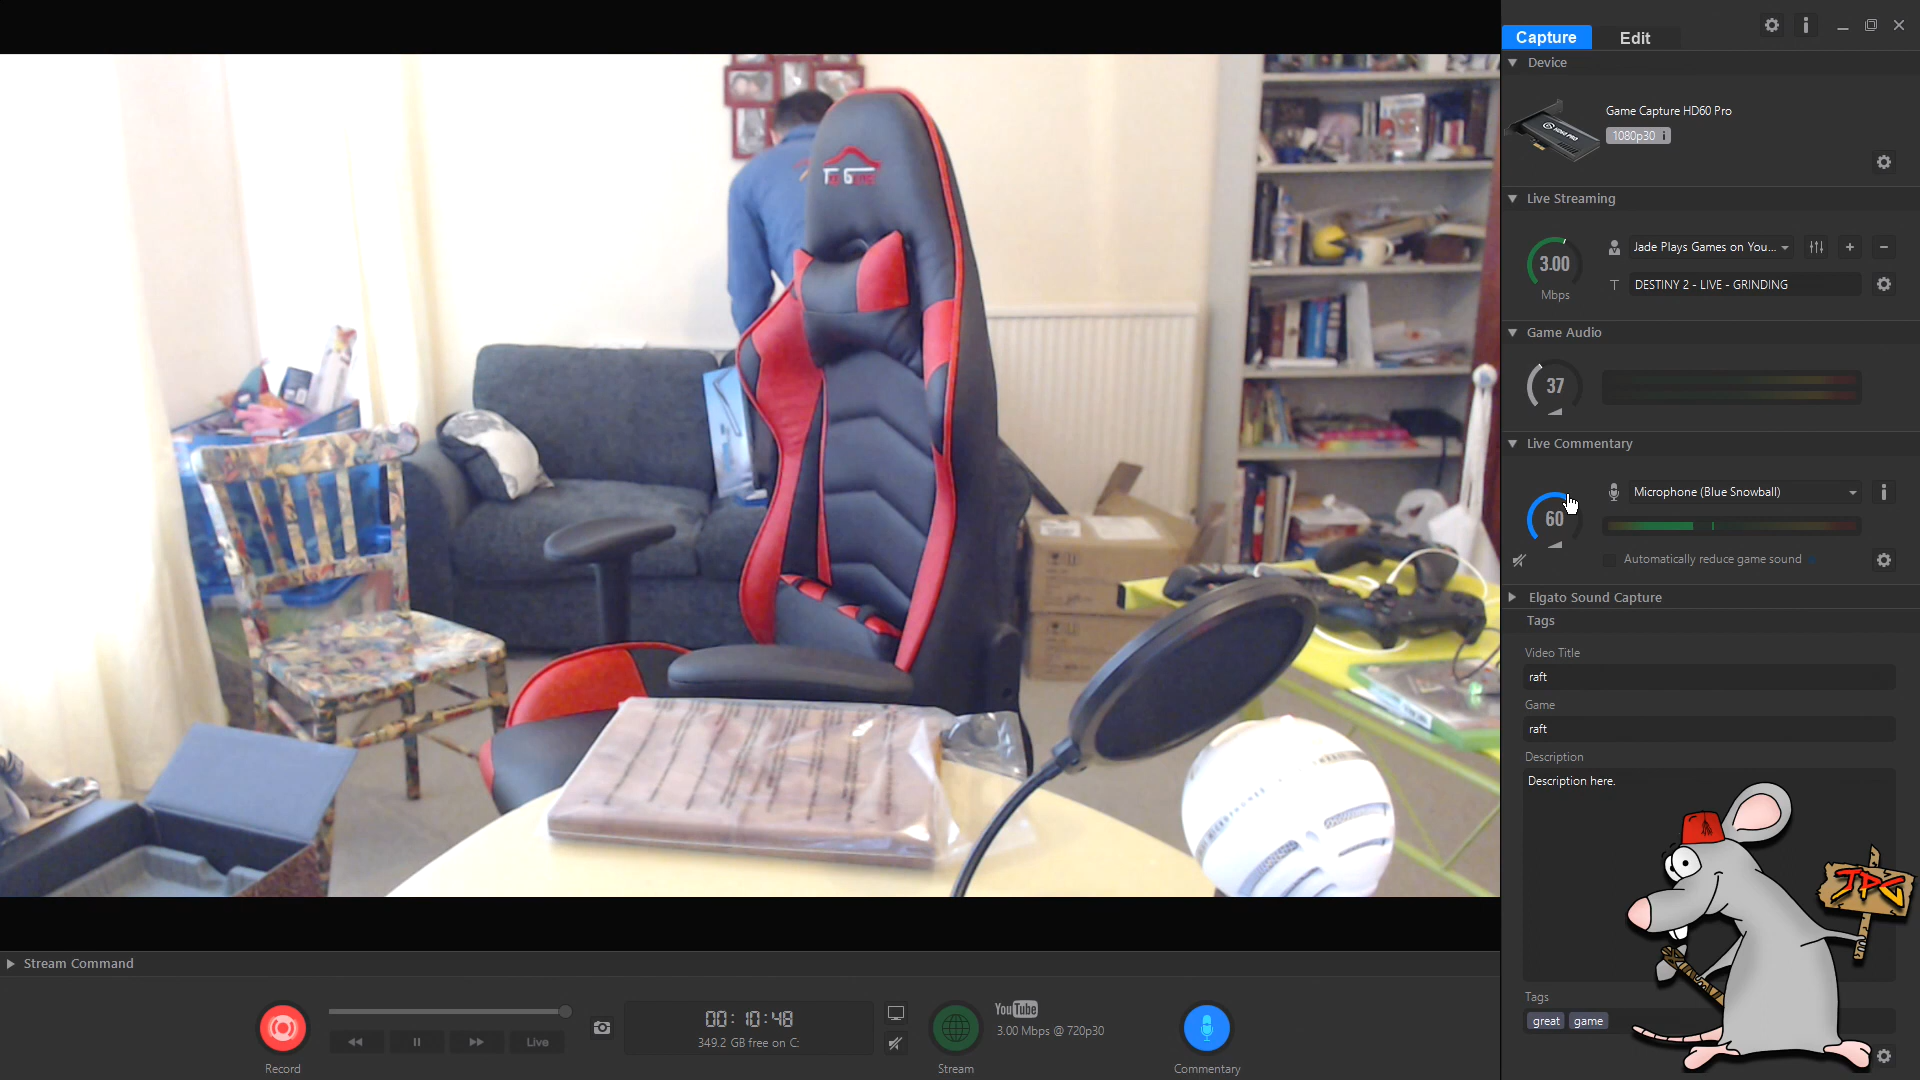 Capture
Edit
Device
Game Capture HD60 Pro
1080p30 i
Live Streaming
3.00
Mbps
Jade Plays Games on You...
T DESTINY 2 - LIVE - GRINDING
Game Audio
37
Live Commentary
Microphone (Blue Snowball)
60
Automatically reduce game sound
Elgato Sound Capture
Tags
Video Title
raft
Game
raft
Description
Description here.
JPG
Tags
great game
Stream Command
00:10:48
349.2 GB free on C:
Live
Record
YouTube
3.00 Mbps @ 720p30
Stream
Commentary